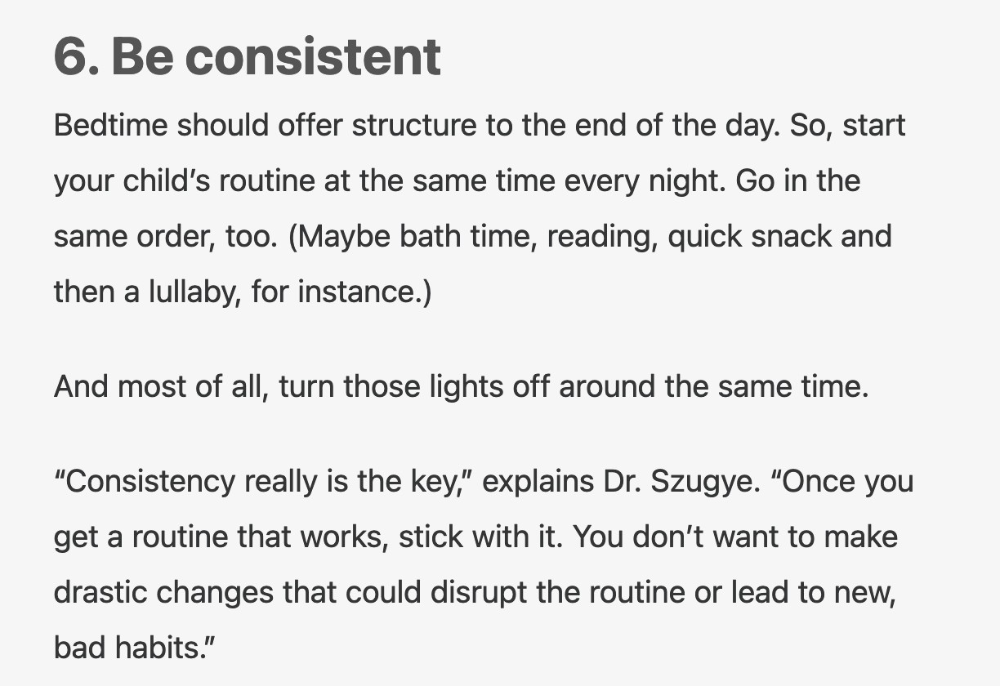 6. Be consistent
Bedtime should offer structure to the end of the day. So, start
your child’s routine at the same time every night. Go in the
same order, too. (Maybe bath time, reading, quick snack and
then a lullaby, for instance.)
And most of all, turn those lights off around the same time.
“Consistency really is the key,” explains Dr. Szugye. “Once you
get a routine that works, stick with it. You don’t want to make
drastic changes that could disrupt the routine or lead to new,
bad habits.”